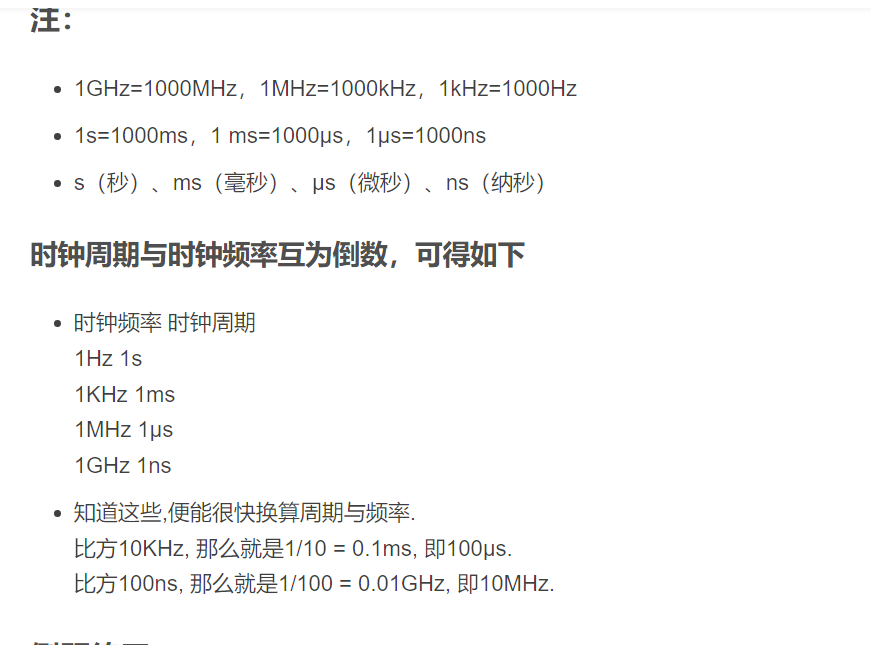 注：
1GHz=1000MHz，1MHz=1000kHz，1kHz=1000Hz
1s=1000ms，1 ms=1000μs，1μs=1000ns
s（秒）、ms（毫秒）、μs（微秒）、ns（纳秒）
时钟周期与时钟频率互为倒数，可得如下
时钟频率 时钟周期
1Hz 1s
1KHz 1ms
1MHz 1μs
1GHz 1ns
知道这些,便能很快换算周期与频率.
比方10KHz, 那么就是1/10 = 0.1ms, 即100μs.
比方100ns, 那么就是1/100 = 0.01GHz, 即10MHz.